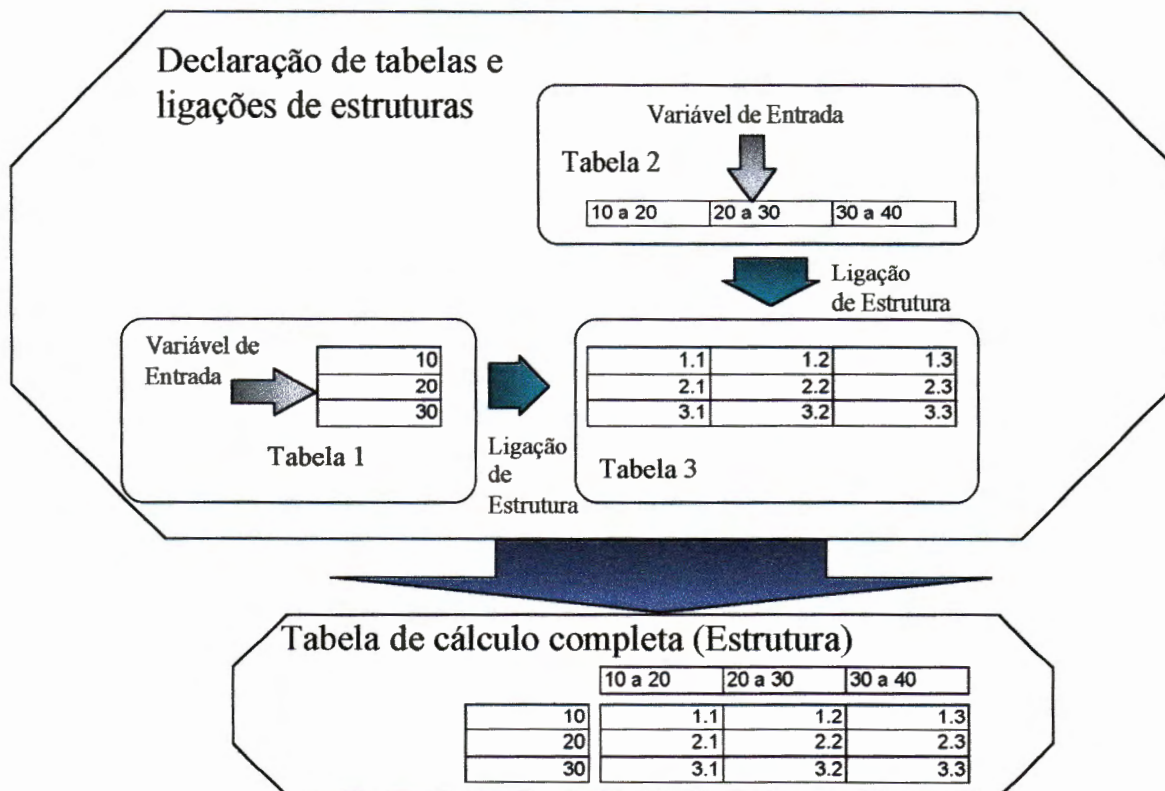 Declaração de tabelas e
ligações de estruturas
Variável de Entrada
Tabela 2
10 a 20 20 a 30 30 a 40
Ligação
de Estrutura
Variável de
Entrada
10
20
30
Tabela 1
Ligação
de
Estrutura
1.1 1.2 1.3
2.1 2.2 2.3
3.1 3.2 3.3
Tabela 3
Tabela de cálculo completa (Estrutura)
10 a 20 20 a 30 30 a 40
10 1.1 1.2 1.3
20 2.1 2.2 2.3
30 3.1 3.2 3.3